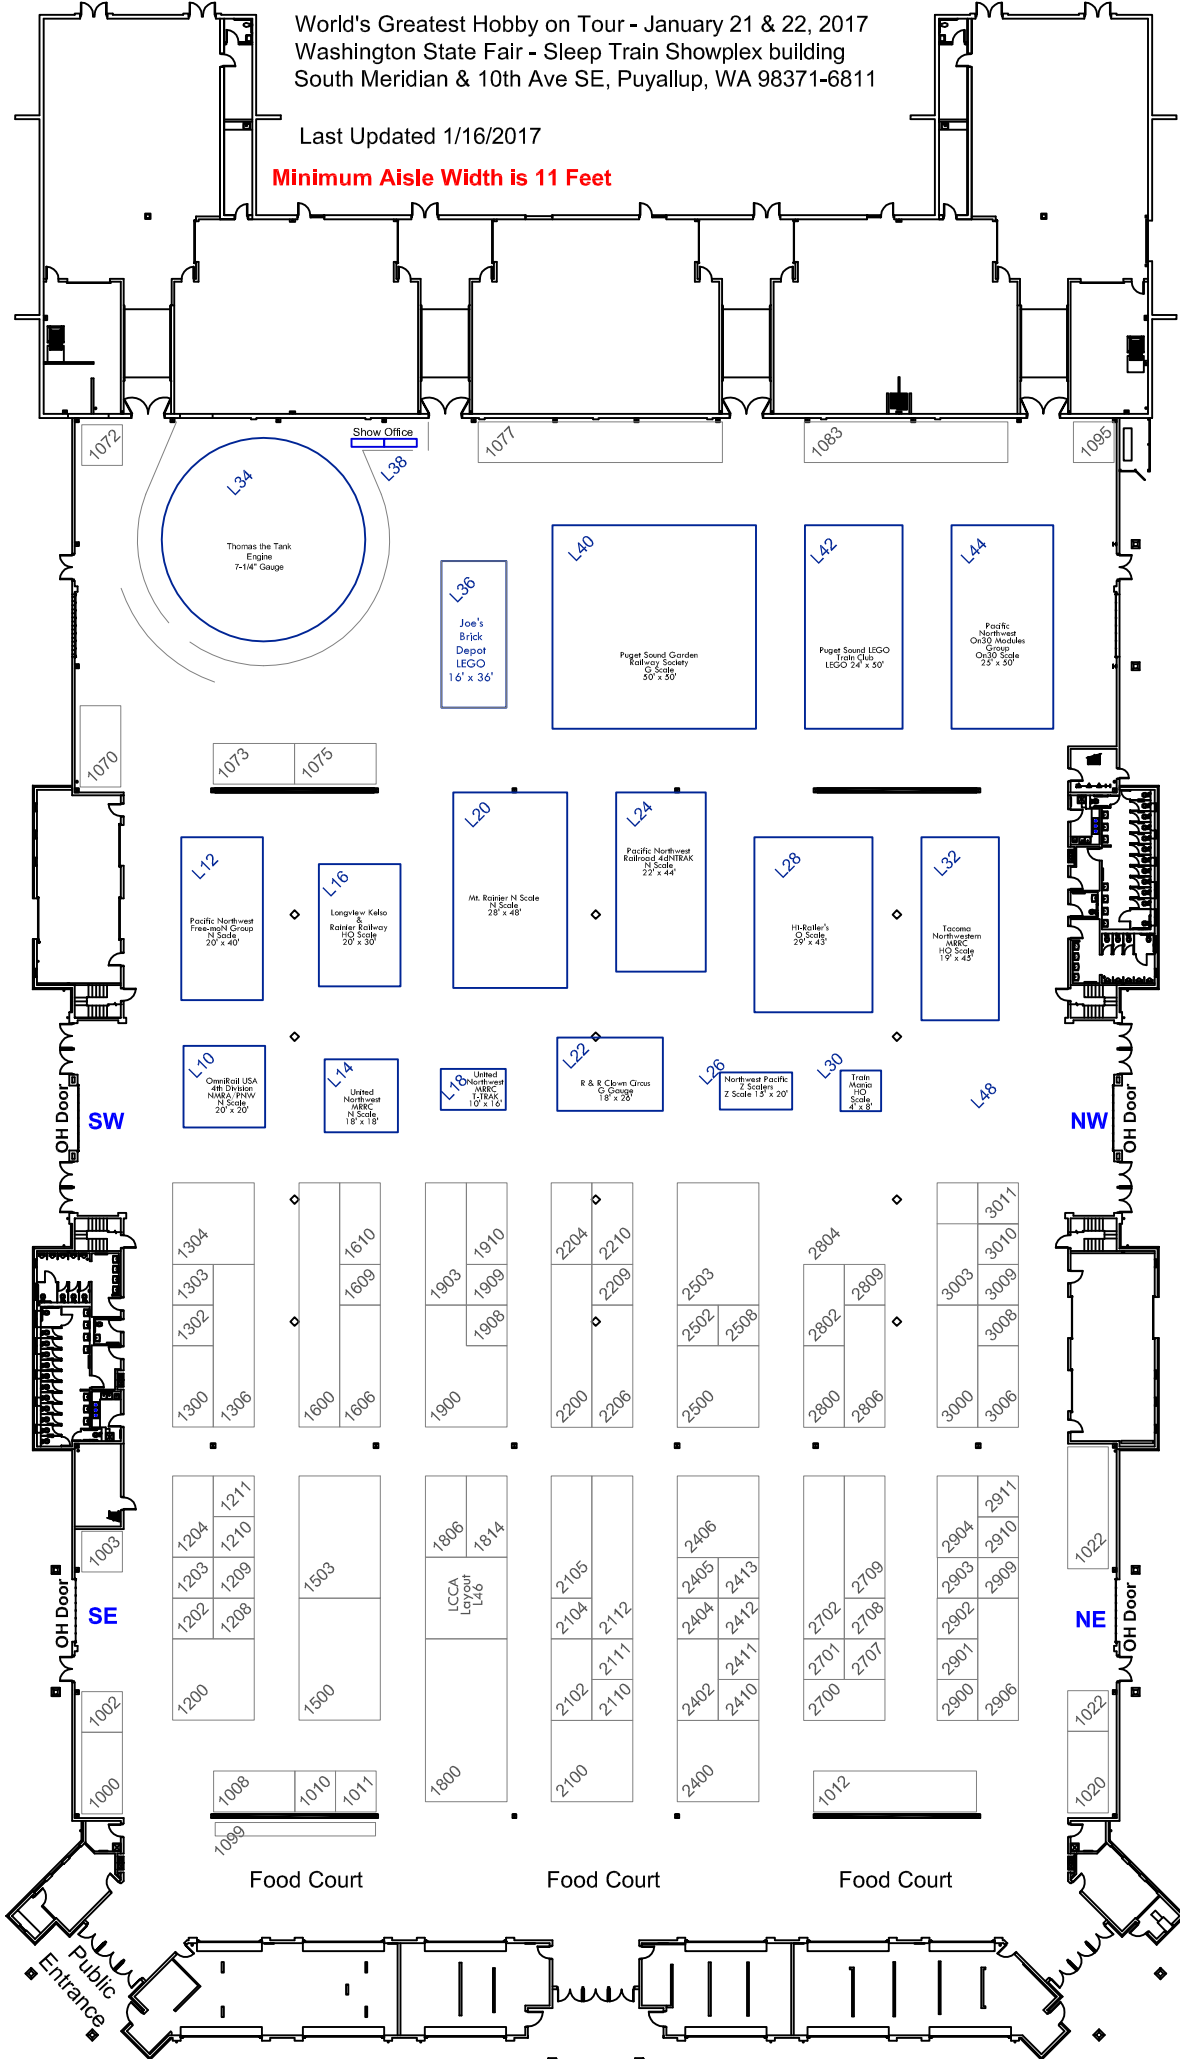 World's Greatest Hobby on Tour - January 21 & 22, 2017
Washington State Fair - Sleep Train Showplex building
South Meridian & 10th Ave SE, Puyallup, WA 98371-6811
Last Updated 1/16/2017
Minimum Aisle Width is 11 Feet
1072
Show Office
L38
1077
1083
1095
L34
Thomas the Tank
Engine
7-1/4" Gauge
L36
Joe's
Brick
Depot
LEGO
16' x 36'
L40
Puget Sound Garden
Railway Society
G Scale
50' x 50'
L42
Puget Sound LEGO
Train Club
LEGO 24' x 50'
L44
Pacific
Northwest
On30 Modules
Group
On30 Scale
25' x 50'
1070
1073
1075
L12
Pacific Northwest
Free-moN Group
N Scale
20' x 40'
L16
Longview Kelso
&
Rainier Railway
HO Scale
20' x 30'
L20
Mt. Rainier N Scale
N Scale
28' x 48'
L24
Pacific Northwest
Railroad 4dNTRAK
N Scale
22' x 44'
L28
Hi-Railer's
O Scale
29' x 43'
L32
Tacoma
Northwestern
MRRC
HO Scale
19' x 45'
L10
OmniRail USA
4th Division
NMRA/PNW
N Scale
20' x 20'
L14
United
Northwest
MRRC
N Scale
18' x 18'
L18
United
Northwest
MRRC
T-TRAK
10' x 16'
L22
R & R Clown Circus
G Gauge
18' x 26'
L26
Northwest Pacific
Z Scalers
Z Scale 15' x 20'
L30
Train
Mania
HO
Scale
4' x 8'
L48
OH Door
SW
NW
OH Door
1304
1610
1910
2204
2210
2804
3011
3010
1303
1609
1903
1909
2209
2503
2809
3003
3009
1302
1908
2502
2508
2802
3008
1300
1306
1600
1606
1900
2200
2206
2500
2800
2806
3000
3006
1211
2911
1204
1210
1806
1814
2406
2904
2910
1003
1022
1203
1209
1503
LCCA
Layout
L46
2105
2405
2413
2709
2903
2909
OH Door
SE
NE
OH Door
1202
1208
2104
2112
2404
2412
2702
2708
2902
2111
2411
2701
2707
2901
1002
1200
1500
2102
2110
2402
2410
2700
2900
2906
1022
1000
1008
1010
1011
1800
2100
2400
1012
1020
1099
Food Court
Food Court
Food Court
Public
Entrance